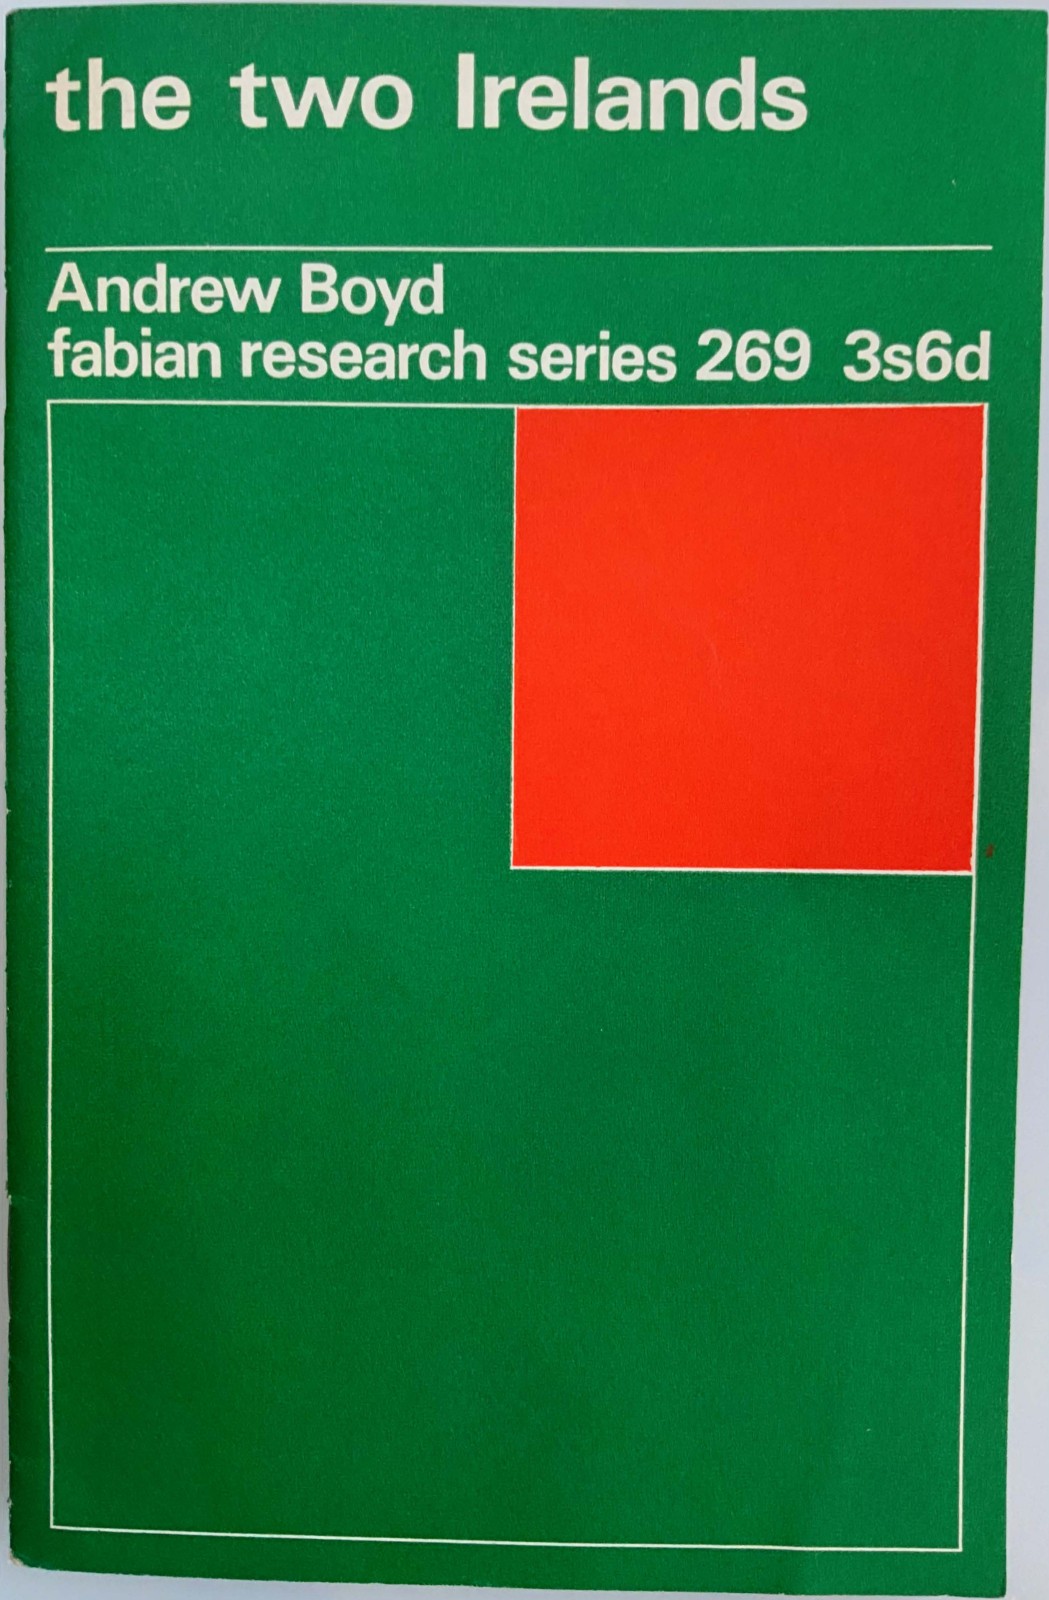 the two Irelands
Andrew Boyd
fabian research series 269 3s6d